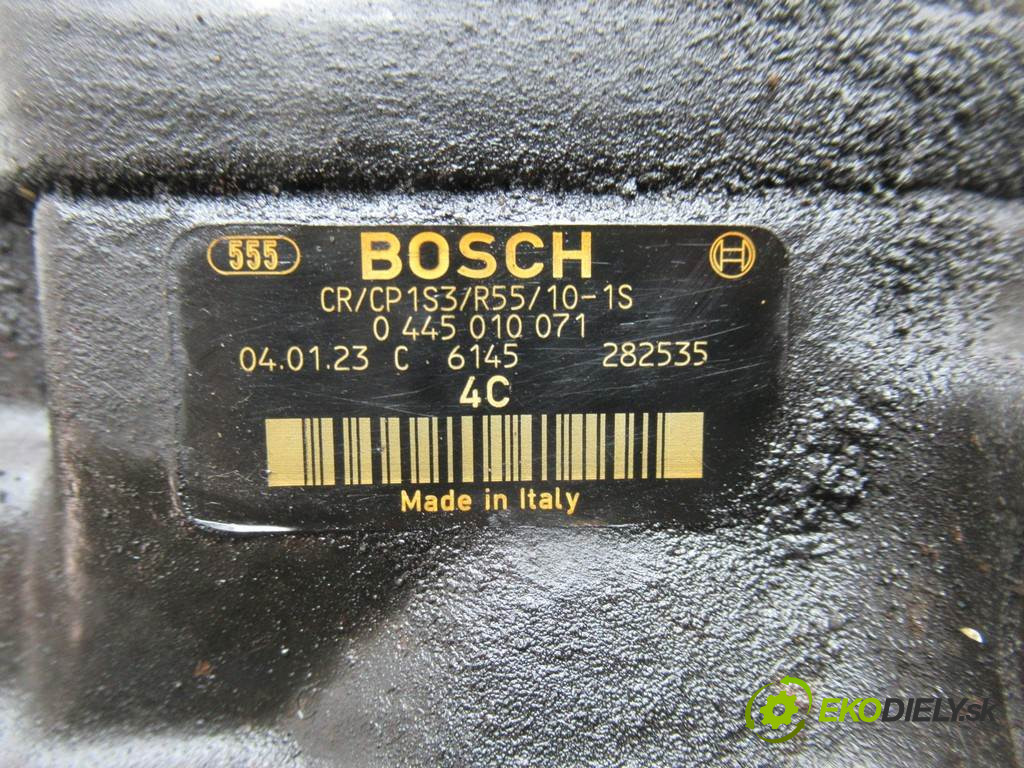 555 BOSCH
CR/CP1S3/R55/10-1S
0 445 010 071
04.01.23 C 6145 282535
4C
Made in Italy
EKODIELY.sk